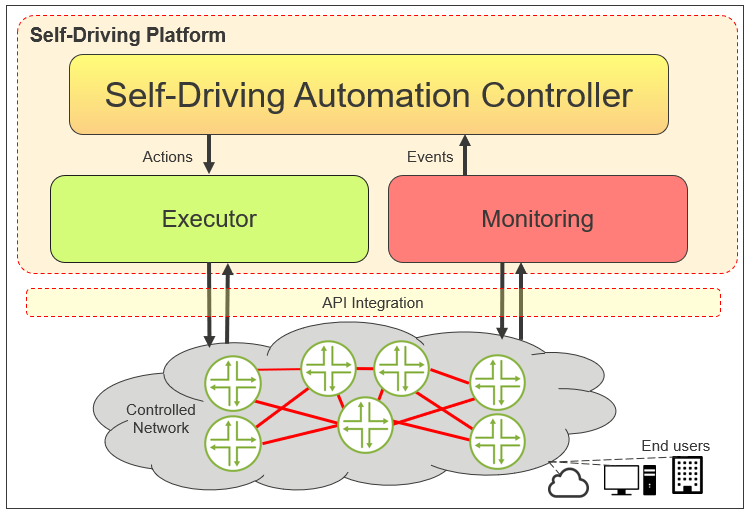 Self-Driving Platform
Self-Driving Automation Controller
Actions
Events
Executor
Monitoring
API Integration
Controlled
Network
End users